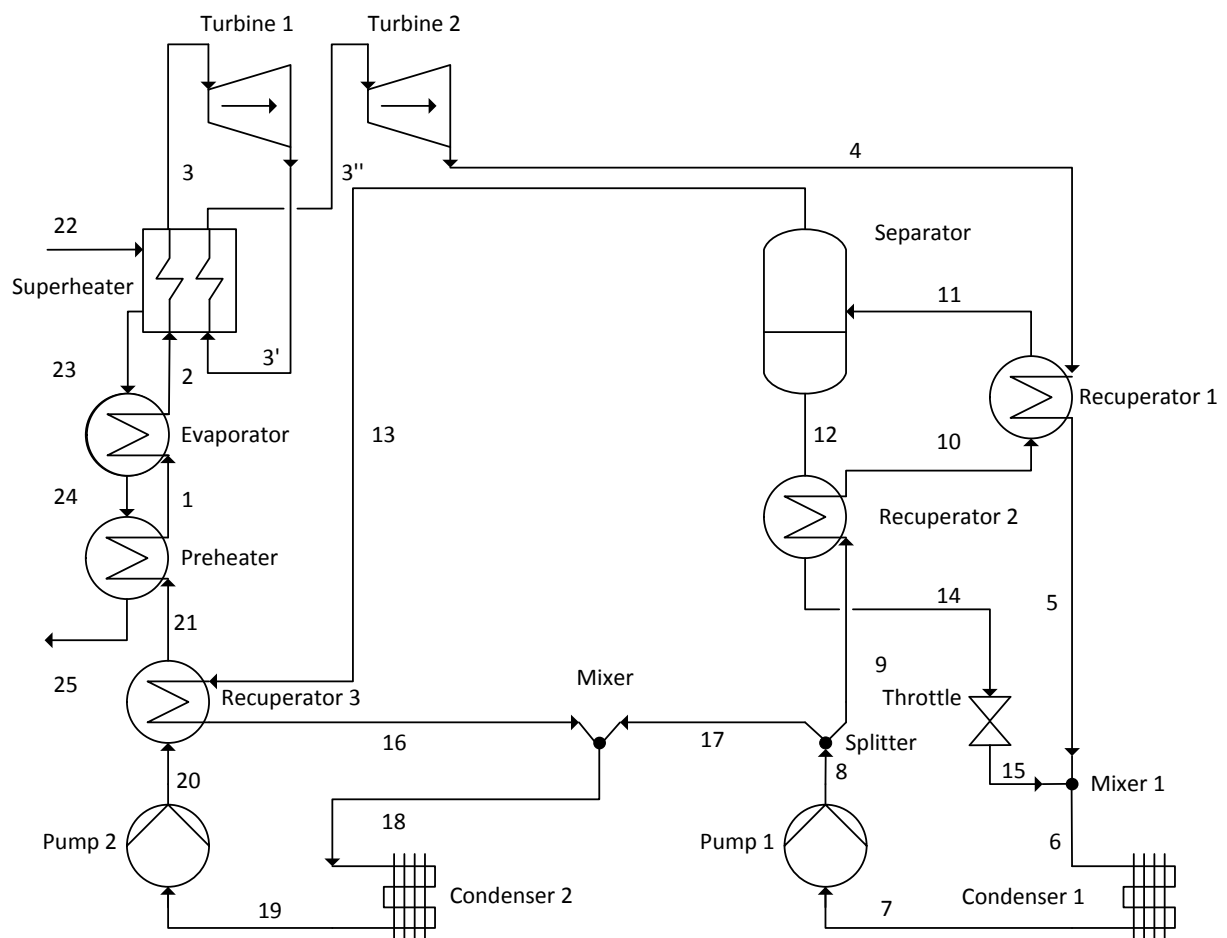 Turbine 1
Turbine 2
4
3
3''
22
Separator
Superheater
11
3'
23
2
Recuperator 1
Evaporator
13
12
10
24
1
Recuperator 2
Preheater
14
5
21
9
25
Recuperator 3
Mixer
Throttle
16
17
Splitter
20
8
15
Mixer 1
Pump 2
18
Pump 1
6
Condenser 2
Condenser 1
19
7